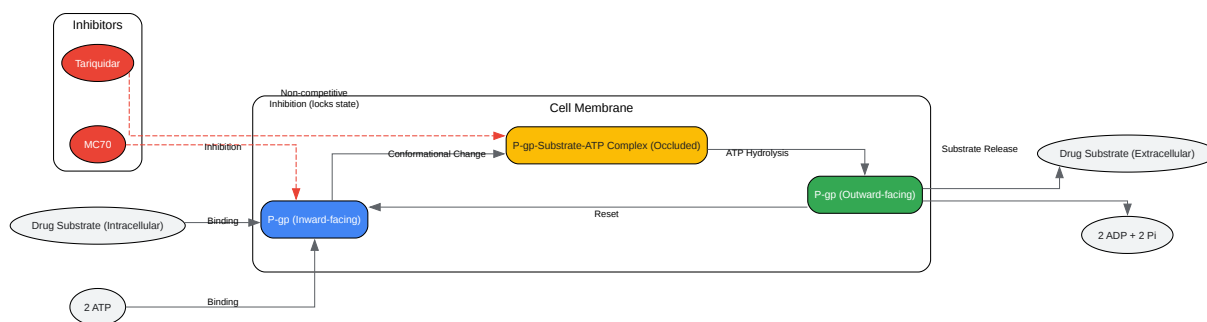 Inhibitors
Tariquidar
MC70
Non-competitive
Inhibition (locks state)
Cell Membrane
P-gp-Substrate-ATP Complex (Occluded)
Inhibition
Conformational Change
ATP Hydrolysis
Substrate Release
Drug Substrate (Extracellular)
P-gp (Outward-facing)
Drug Substrate (Intracellular)
Binding
P-gp (Inward-facing)
Reset
2 ADP + 2 Pi
2 ATP
Binding